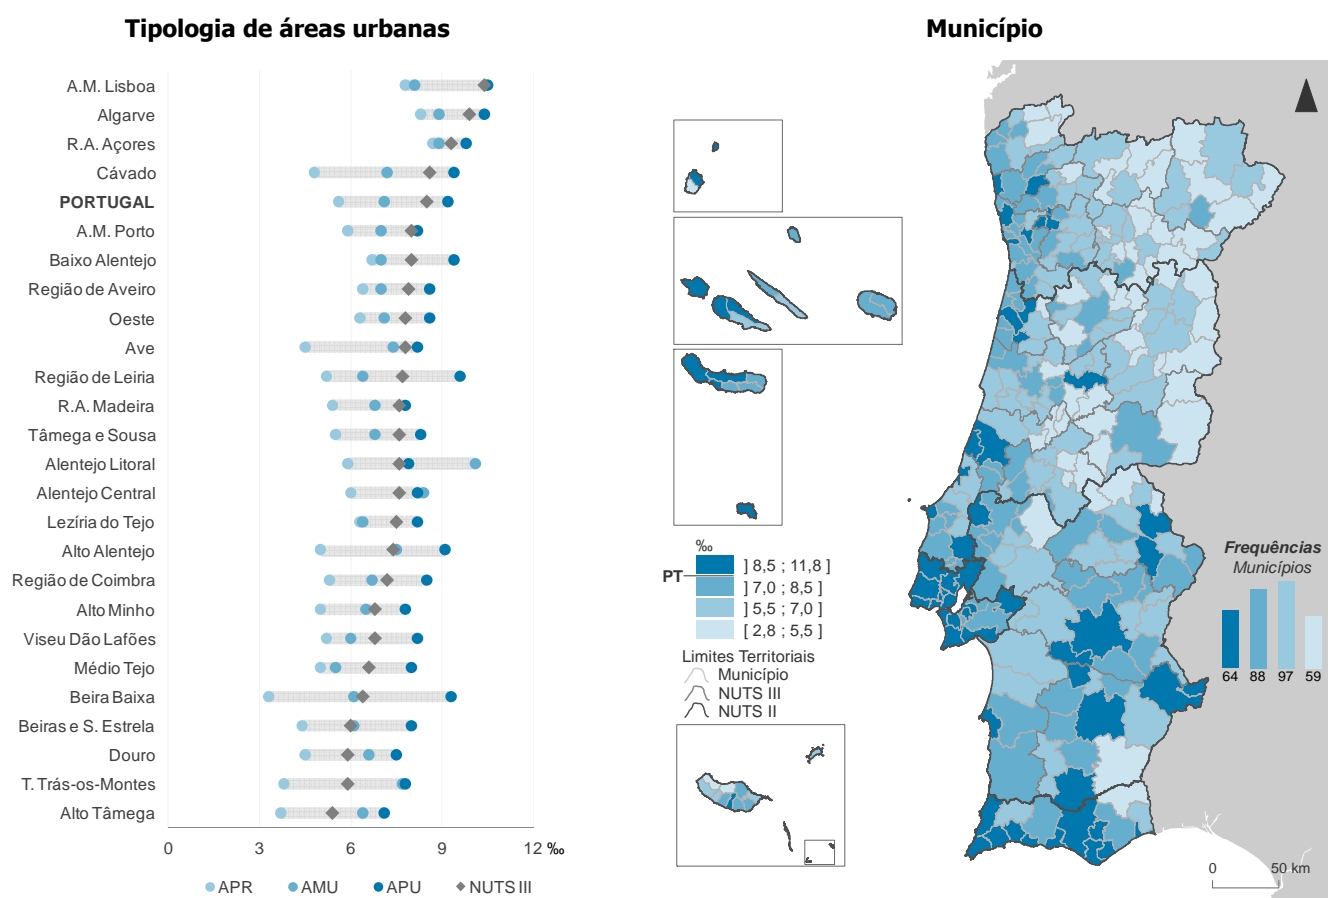 Tipologia de áreas urbanas
A.M. Lisboa
Algarve
R.A. Açores
Cávado
PORTUGAL
A.M. Porto
Baixo Alentejo
Região de Aveiro
Oeste
Ave
Região de Leiria
R.A. Madeira
Tâmega e Sousa
Alentejo Litoral
Alentejo Central
Lezíria do Tejo
Alto Alentejo
Região de Coimbra
Alto Minho
Viseu Dão Lafões
Médio Tejo
Beira Baixa
Beiras e S. Estrela
Douro
T. Trás-os-Montes
Alto Tâmega
0 3 6 9 12 ‰
APR AMU APU NUTS III
Município
‰
] 8,5 ; 11,8 ]
PT
] 7,0 ; 8,5 ]
] 5,5 ; 7,0 ]
[ 2,8 ; 5,5 ]
Limites Territoriais
Município
NUTS III
NUTS II
Frequências
Municípios
64 88 97 59
0 50 km